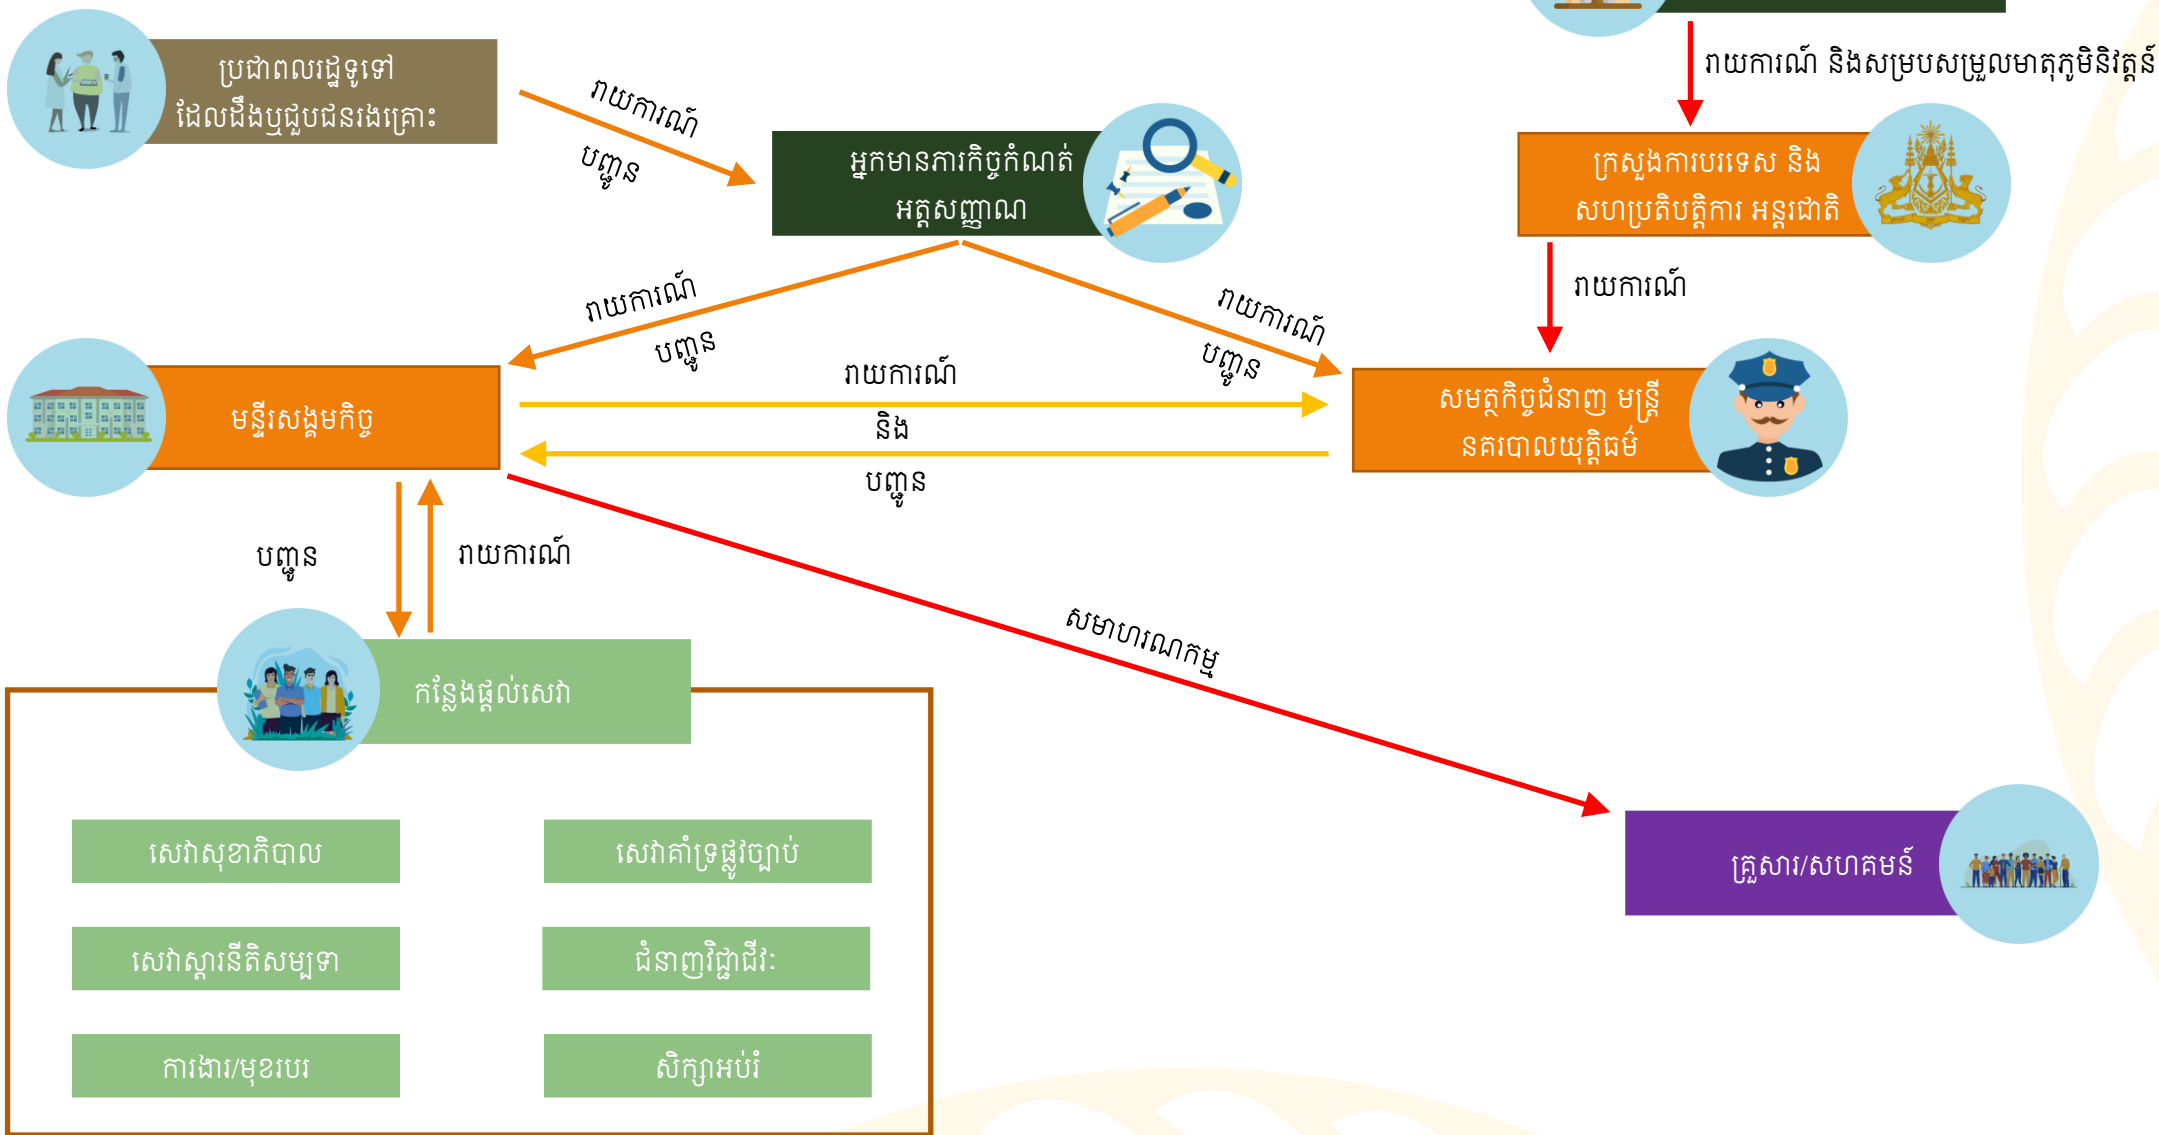 ប្រជាពលរដ្ឋទូទៅ
ដែលដឹងឬជួបជនរងគ្រោះ
រាយការណ៍
បញ្ជូន
អ្នកមានភារកិច្ចកំណត់
អត្តសញ្ញាណ
រាយការណ៍ និងសម្របសម្រួលមាតុភូមិនិវត្តន៍
ក្រសួងការបរទេស និង
សហប្រតិបត្តិការ អន្តរជាតិ
រាយការណ៍
រាយការណ៍
បញ្ជូន
រាយការណ៍
បញ្ជូន
មន្ទីរសង្គមកិច្ច
រាយការណ៍
និង
បញ្ជូន
សមត្ថកិច្ចជំនាញ មន្ត្រី
នគរបាលយុត្តិធម៌
បញ្ជូន
រាយការណ៍
សមាហរណកម្ម
កន្លែងផ្តល់សេវា
សេវាសុខាភិបាល
សេវាគាំទ្រផ្លូវច្បាប់
សេវាស្តារនីតិសម្បទា
ជំនាញវិជ្ជាជីវៈ
ការងារ/មុខរបរ
សិក្សាអប់រំ
គ្រួសារ/សហគមន៍